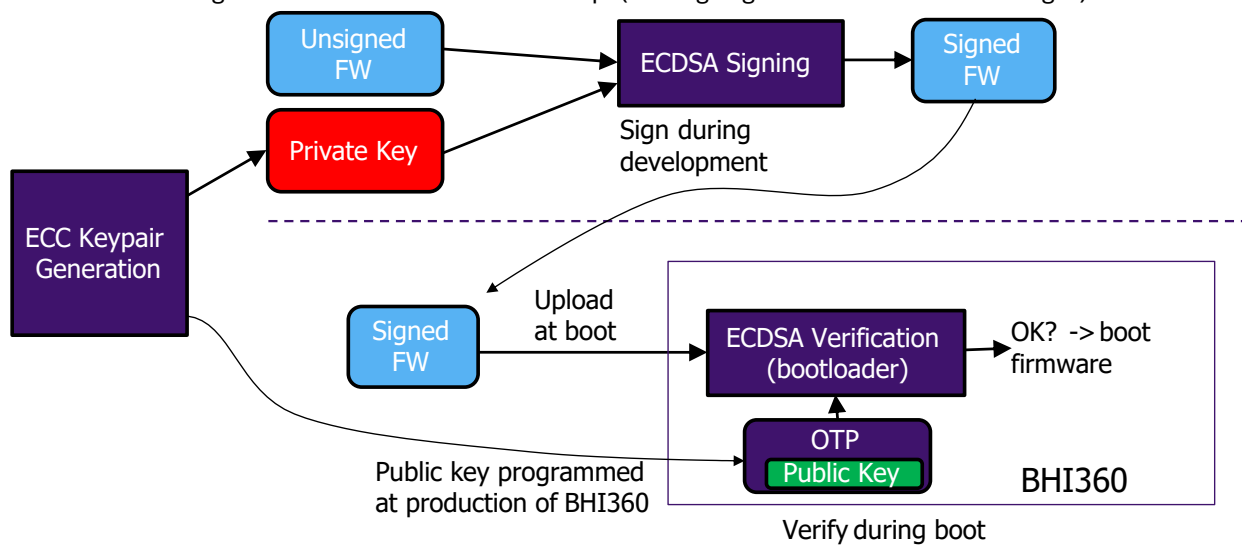 Unsigned
FW
ECDSA Signing
Signed
FW
Private Key
Sign during
development
ECC Keypair
Generation
Upload
at boot
Signed
FW
ECDSA Verification
(bootloader)
OK? -> boot
firmware
OTP
Public Key
Public key programmed
at production of BHI360
BHI360
Verify during boot